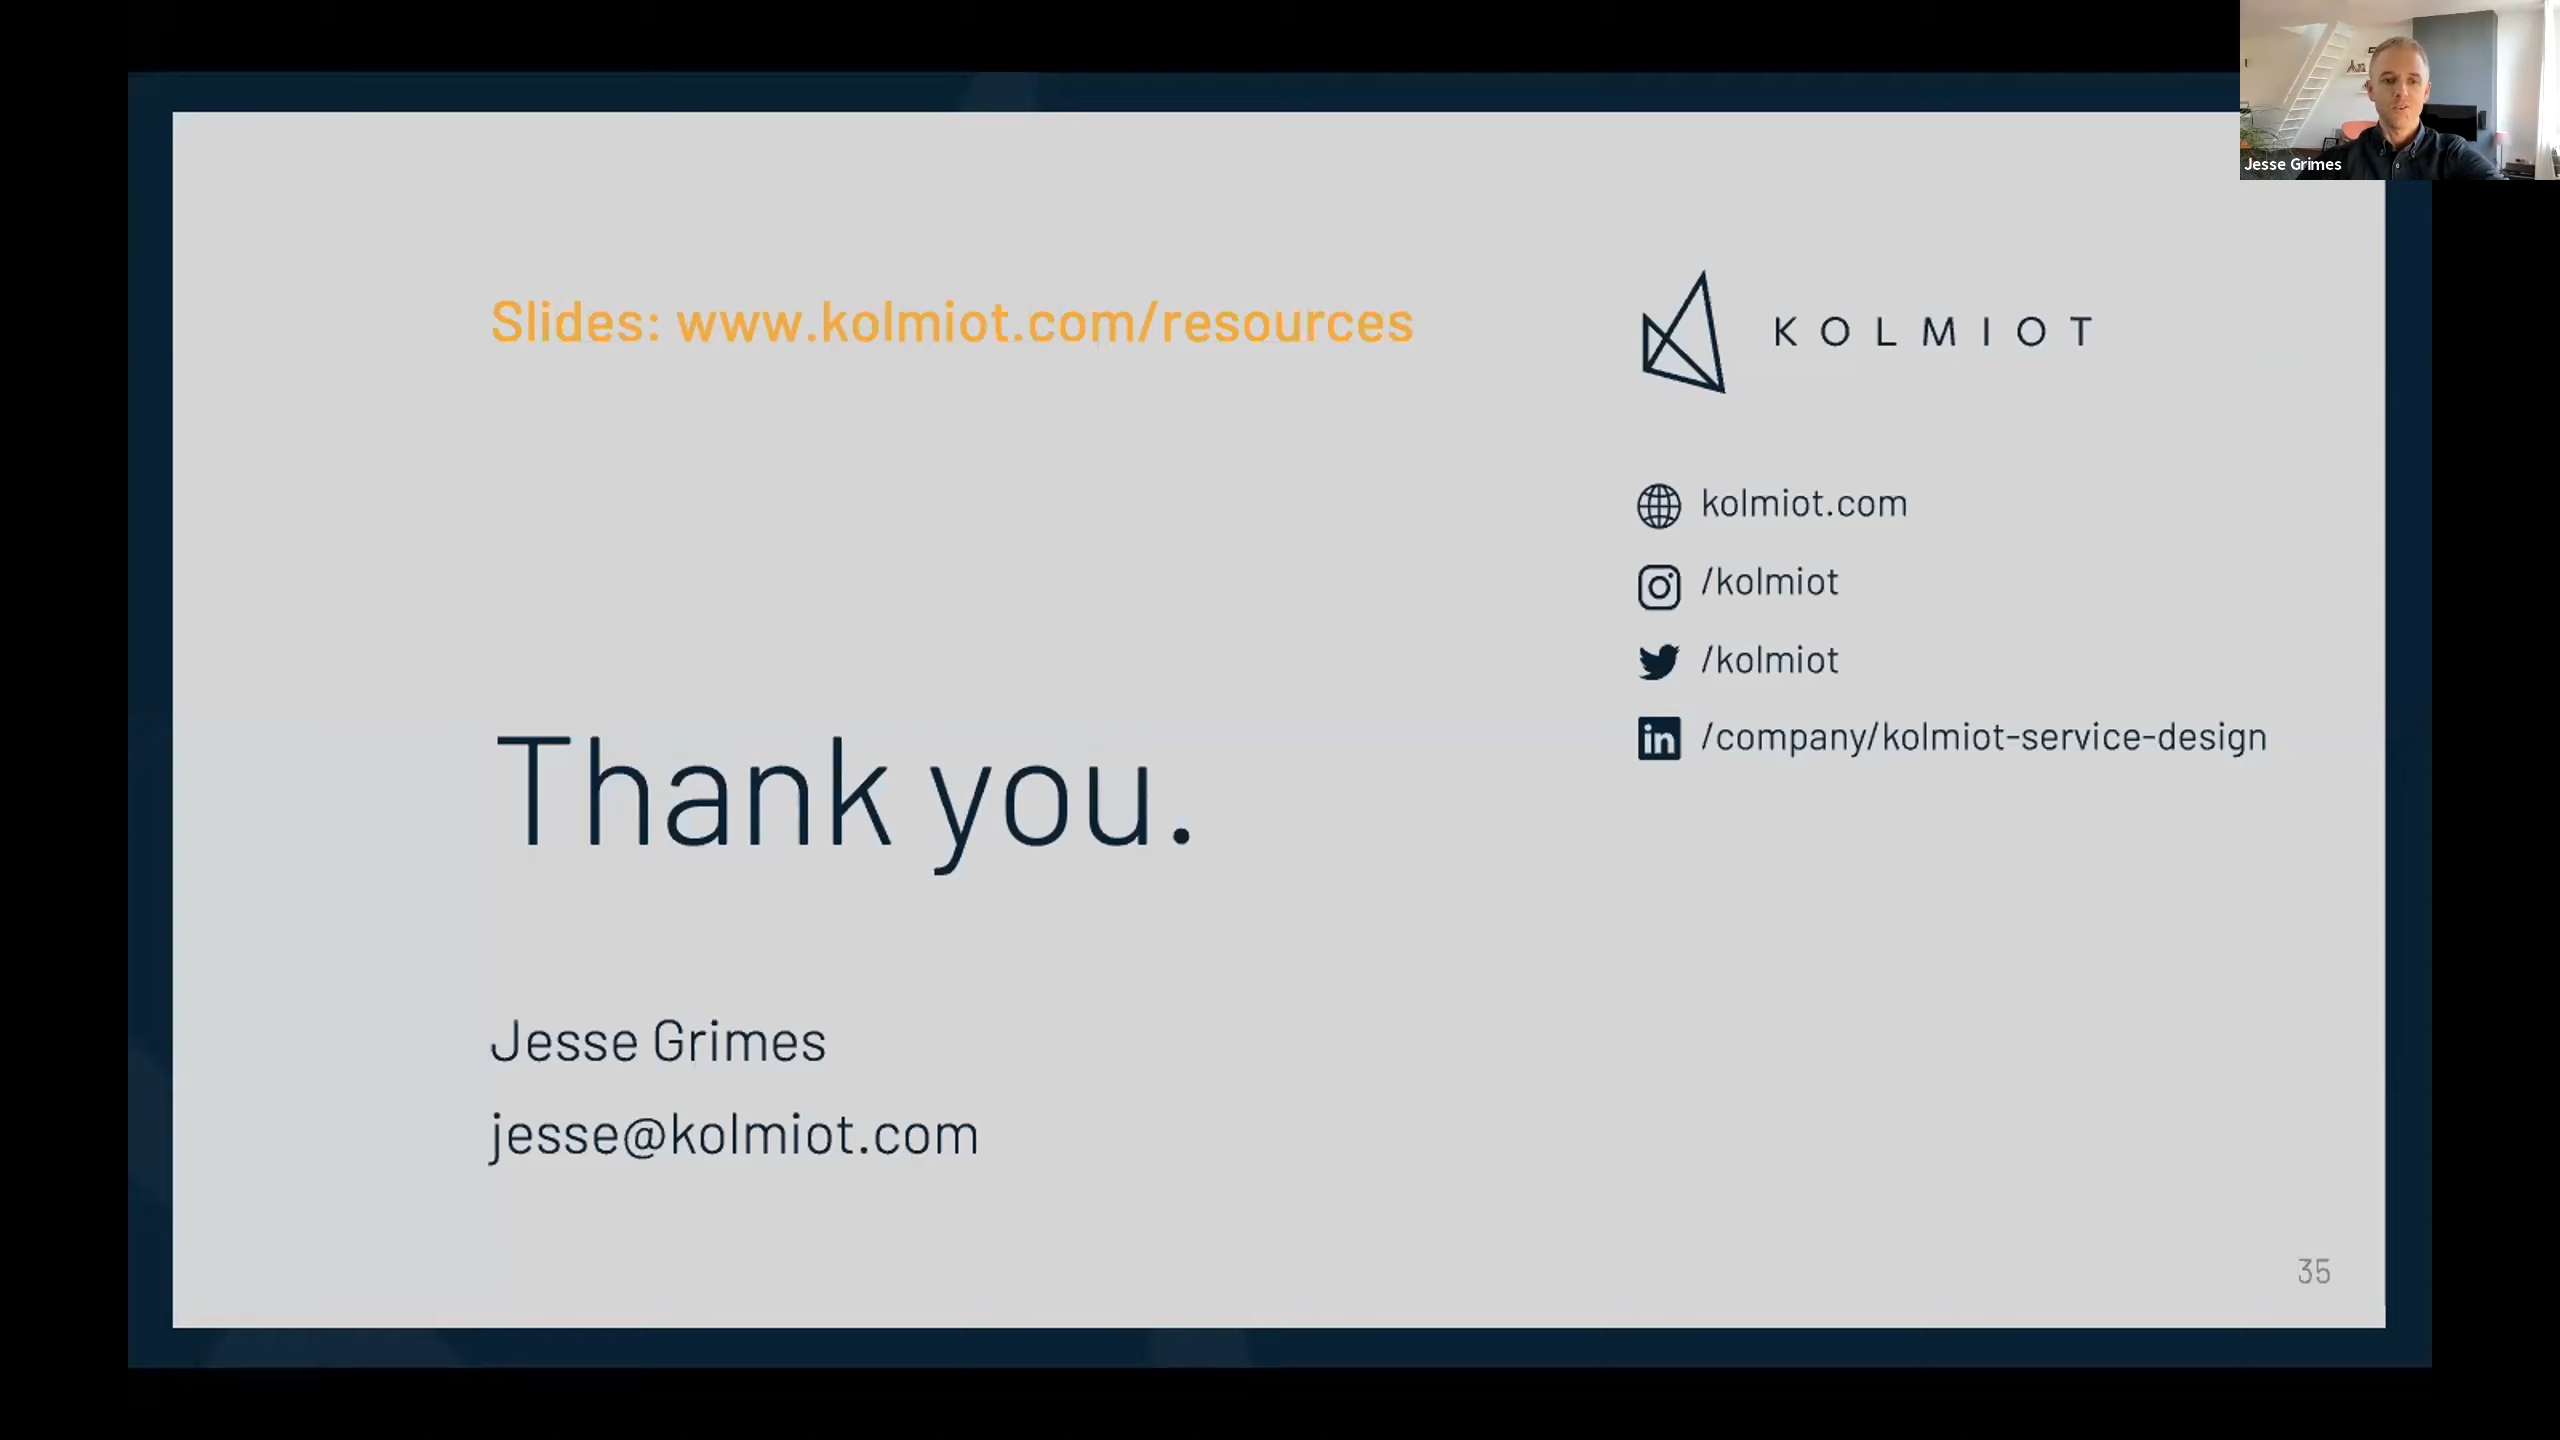 Jesse Grimes
Slides: www.kolmiot.com/resources
KOLMIOT
kolmiot.com
/kolmiot
/kolmiot
in /company/kolmiot-service-design
Thank you.
Jesse Grimes
jesse@kolmiot.com
35